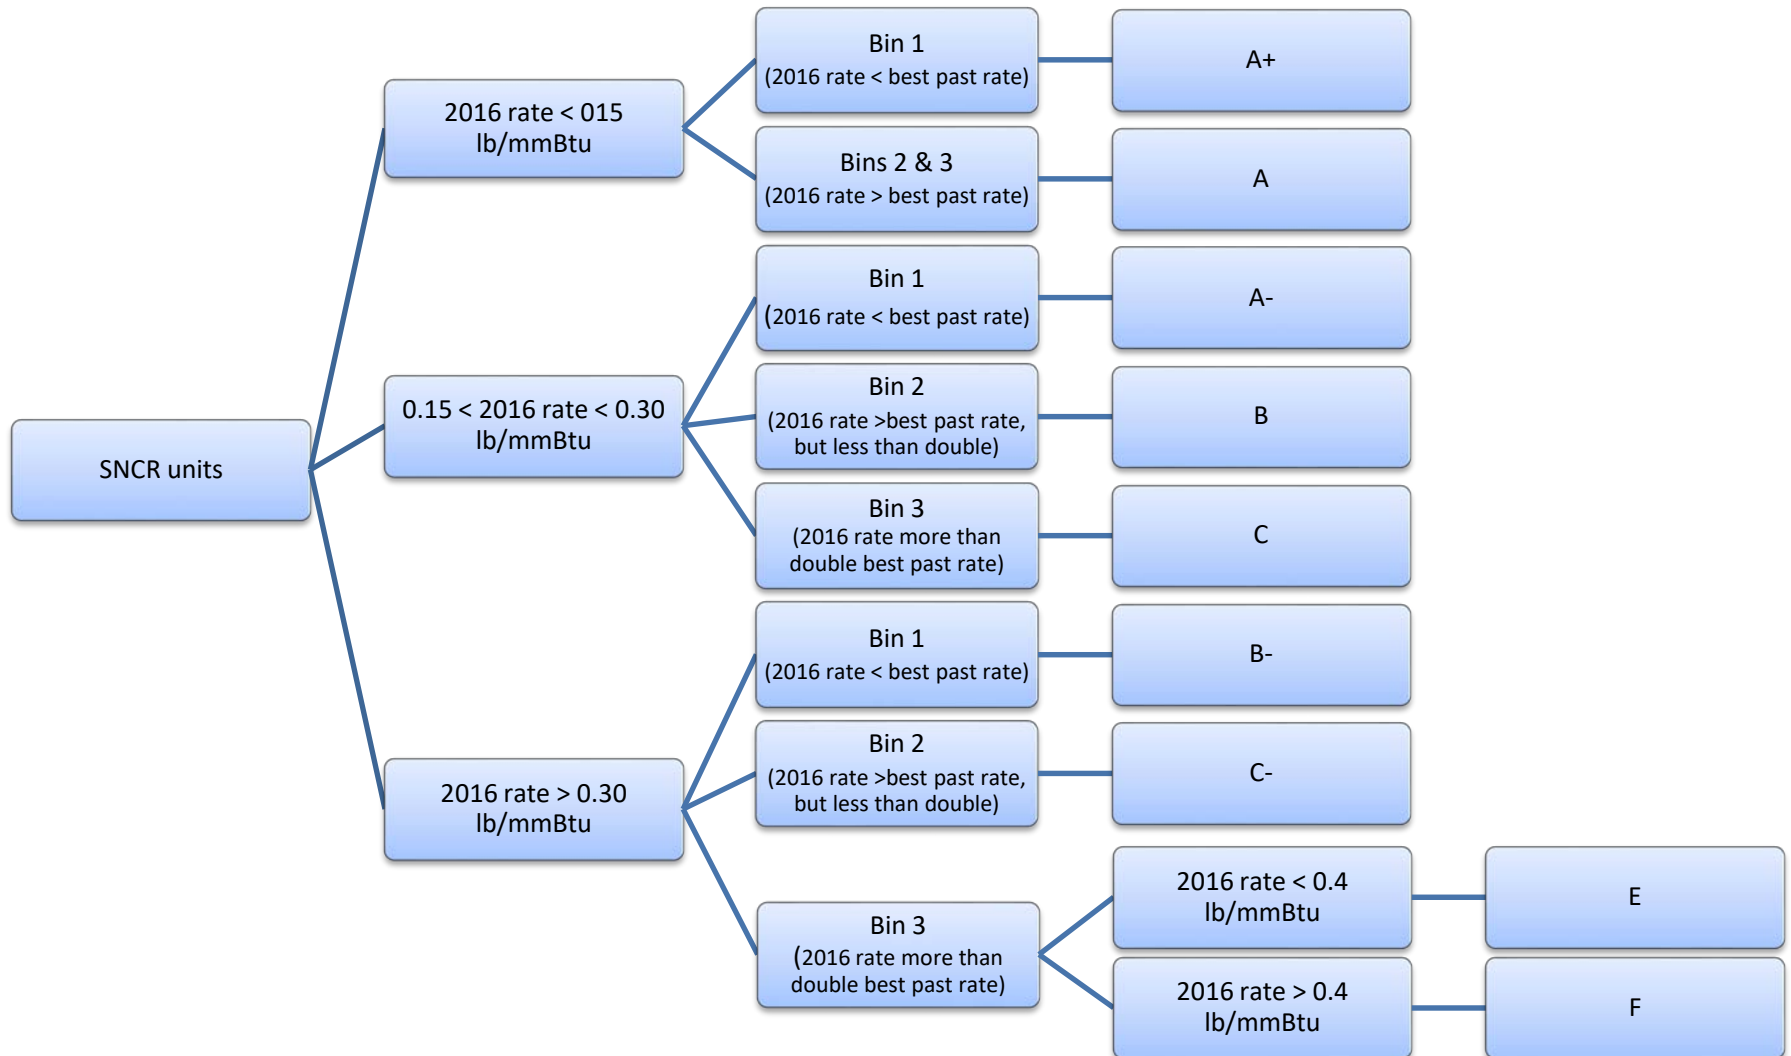 SNCR units
2016 rate < 015
lb/mmBtu
Bin 1
(2016 rate < best past rate)
A+
Bins 2 & 3
(2016 rate > best past rate)
A
0.15 < 2016 rate < 0.30
lb/mmBtu
Bin 1
(2016 rate < best past rate)
A-
Bin 2
(2016 rate >best past rate,
but less than double)
B
Bin 3
(2016 rate more than
double best past rate)
C
2016 rate > 0.30
lb/mmBtu
Bin 1
(2016 rate < best past rate)
B-
Bin 2
(2016 rate >best past rate,
but less than double)
C-
Bin 3
(2016 rate more than
double best past rate)
2016 rate < 0.4
lb/mmBtu
E
2016 rate > 0.4
lb/mmBtu
F